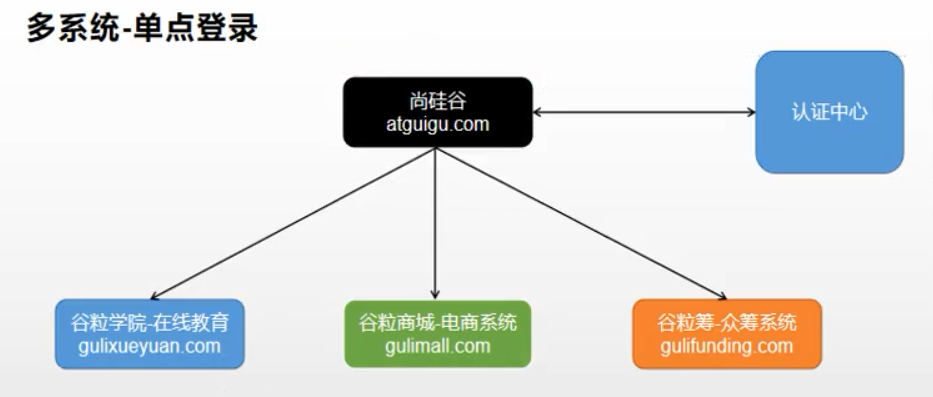 多系统-单点登录
尚硅谷
atguigu.com
认证中心
谷粒学院-在线教育
gulixueyuan.com
谷粒商城-电商系统
gulimall.com
谷粒筹-众筹系统
gulifunding.com